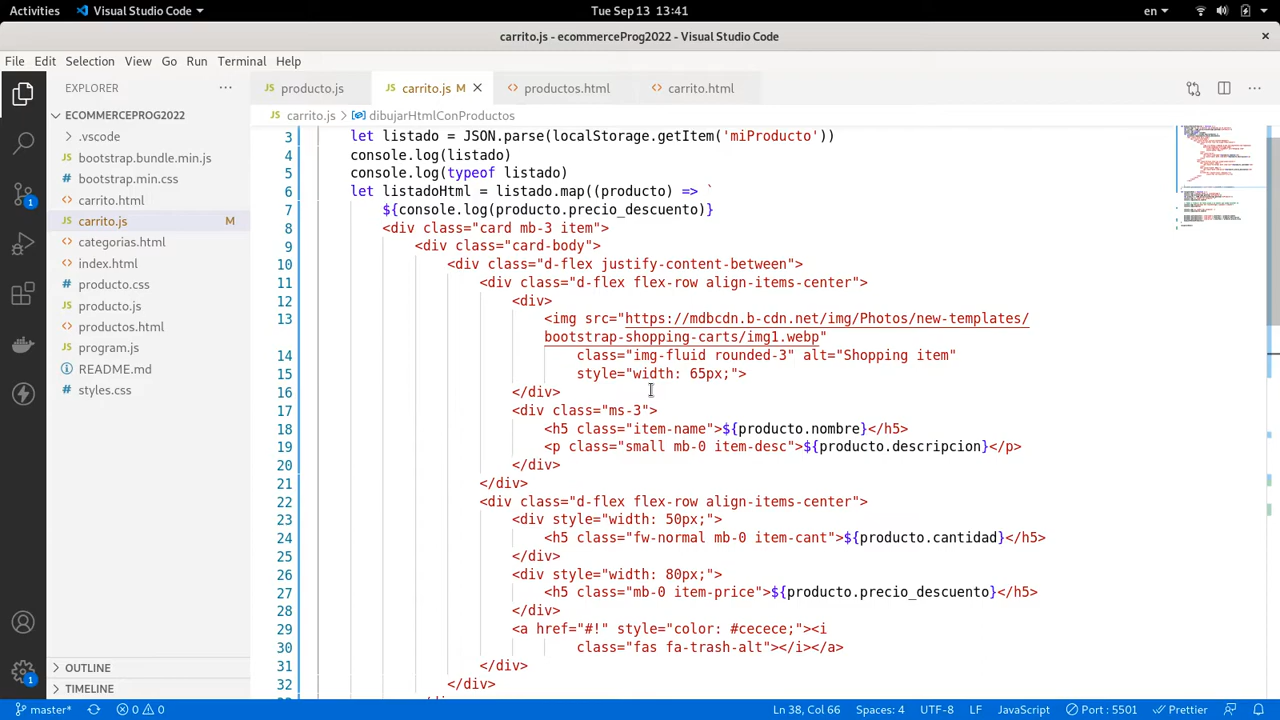 Activities Visual Studio Code Tue Sep 13 13:41 en
carrito.js - ecommerceProg2022 - Visual Studio Code
File Edit Selection View Go Run Terminal Help
EXPLORER
producto.js carrito.js M productos.html carrito.html
ECOMMERCEPROG2022
.vscode
bootstrap.bundle.min.js
bootstrap.min.css
carrito.html
carrito.js M
categorias.html
index.html
producto.css
producto.js
productos.html
program.js
README.md
styles.css
OUTLINE
TIMELINE
carrito.js > dibujarHtmlConProductos
3 let listado = JSON.parse(localStorage.getItem('miProducto'))
4 console.log(listado)
5 console.log(typeof listado)
6 let listadoHtml = listado.map((producto) => `
7 ${console.log(producto.precio_descuento)}
8 <div class="card mb-3 item">
9 <div class="card-body">
10 <div class="d-flex justify-content-between">
11 <div class="d-flex flex-row align-items-center">
12 <div>
13 <img src="https://mdbcdn.b-cdn.net/img/Photos/new-templates/
bootstrap-shopping-carts/img1.webp"
14 class="img-fluid rounded-3" alt="Shopping item"
15 style="width: 65px;">
16 </div>
17 <div class="ms-3">
18 <h5 class="item-name">${producto.nombre}</h5>
19 <p class="small mb-0 item-desc">${producto.descripcion}</p>
20 </div>
21 </div>
22 <div class="d-flex flex-row align-items-center">
23 <div style="width: 50px;">
24 <h5 class="fw-normal mb-0 item-cant">${producto.cantidad}</h5>
25 </div>
26 <div style="width: 80px;">
27 <h5 class="mb-0 item-price">${producto.precio_descuento}</h5>
28 </div>
29 <a href="#!" style="color: #cecece;"><i
30 class="fas fa-trash-alt"></i></a>
31 </div>
32 </div>
1
1
master* 0 0 Ln 38, Col 66 Spaces: 4 UTF-8 LF JavaScript Port : 5501 Prettier